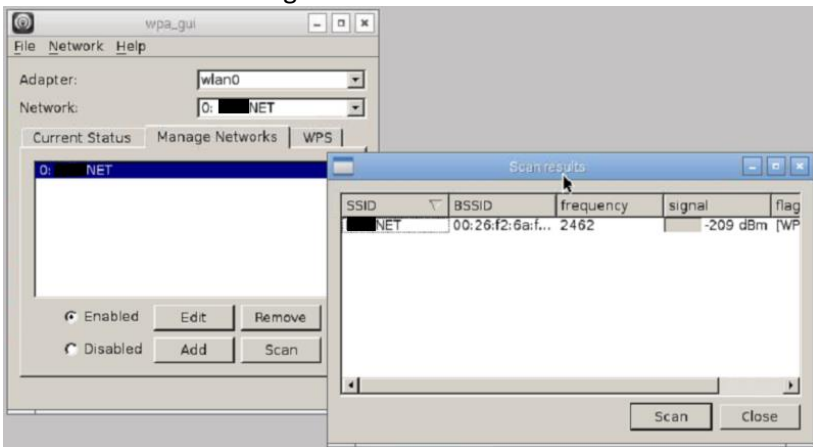 wpa_gui
File Network Help
Adapter: wlan0
Network: 0: NET
Current Status Manage Networks WPS
0: NET
Enabled Edit Remove
Disabled Add Scan
Scan results
SSID BSSID frequency signal flag
NET 00:26:f2:6a:f... 2462 -209 dBm [WP
Scan Close